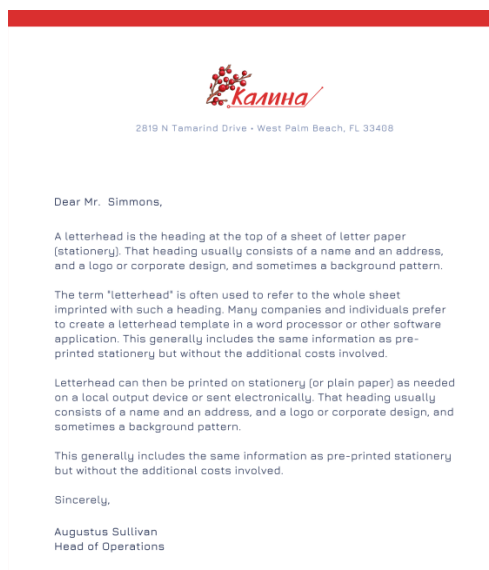 Калина
2819 N Tamarind Drive • West Palm Beach, FL 33408
Dear Mr. Simmons,
A letterhead is the heading at the top of a sheet of letter paper
(stationery). That heading usually consists of a name and an address,
and a logo or corporate design, and sometimes a background pattern.
The term "letterhead" is often used to refer to the whole sheet
imprinted with such a heading. Many companies and individuals prefer
to create a letterhead template in a word processor or other software
application. This generally includes the same information as pre-
printed stationery but without the additional costs involved.
Letterhead can then be printed on stationery (or plain paper) as needed
on a local output device or sent electronically. That heading usually
consists of a name and an address, and a logo or corporate design, and
sometimes a background pattern.
This generally includes the same information as pre-printed stationery
but without the additional costs involved.
Sincerely,
Augustus Sullivan
Head of Operations